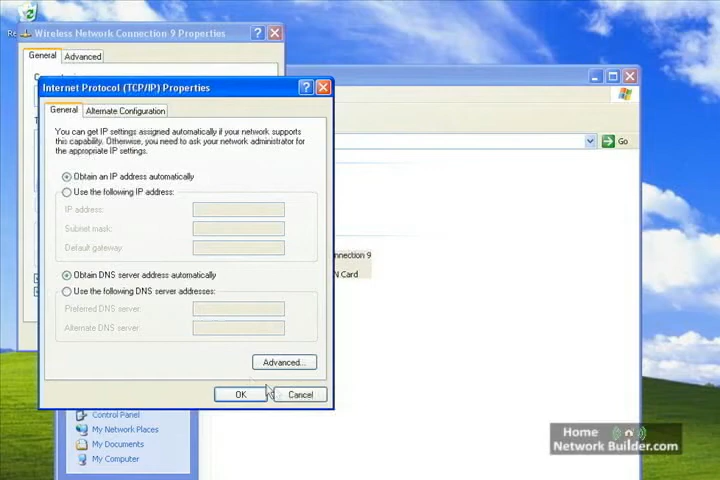 Wireless Network Connection 9 Properties
General
Advanced
Internet Protocol (TCP/IP) Properties
General
Alternate Configuration
You can get IP settings assigned automatically if your network supports
this capability. Otherwise, you need to ask your network administrator for
the appropriate IP settings.
Obtain an IP address automatically
Use the following IP address:
IP address:
Subnet mask:
Default gateway:
Obtain DNS server address automatically
Use the following DNS server addresses:
Preferred DNS server:
Alternate DNS server:
Advanced...
OK
Cancel
Go
nnection 9
N Card
Control Panel
My Network Places
My Documents
My Computer
Home
Network Builder.com